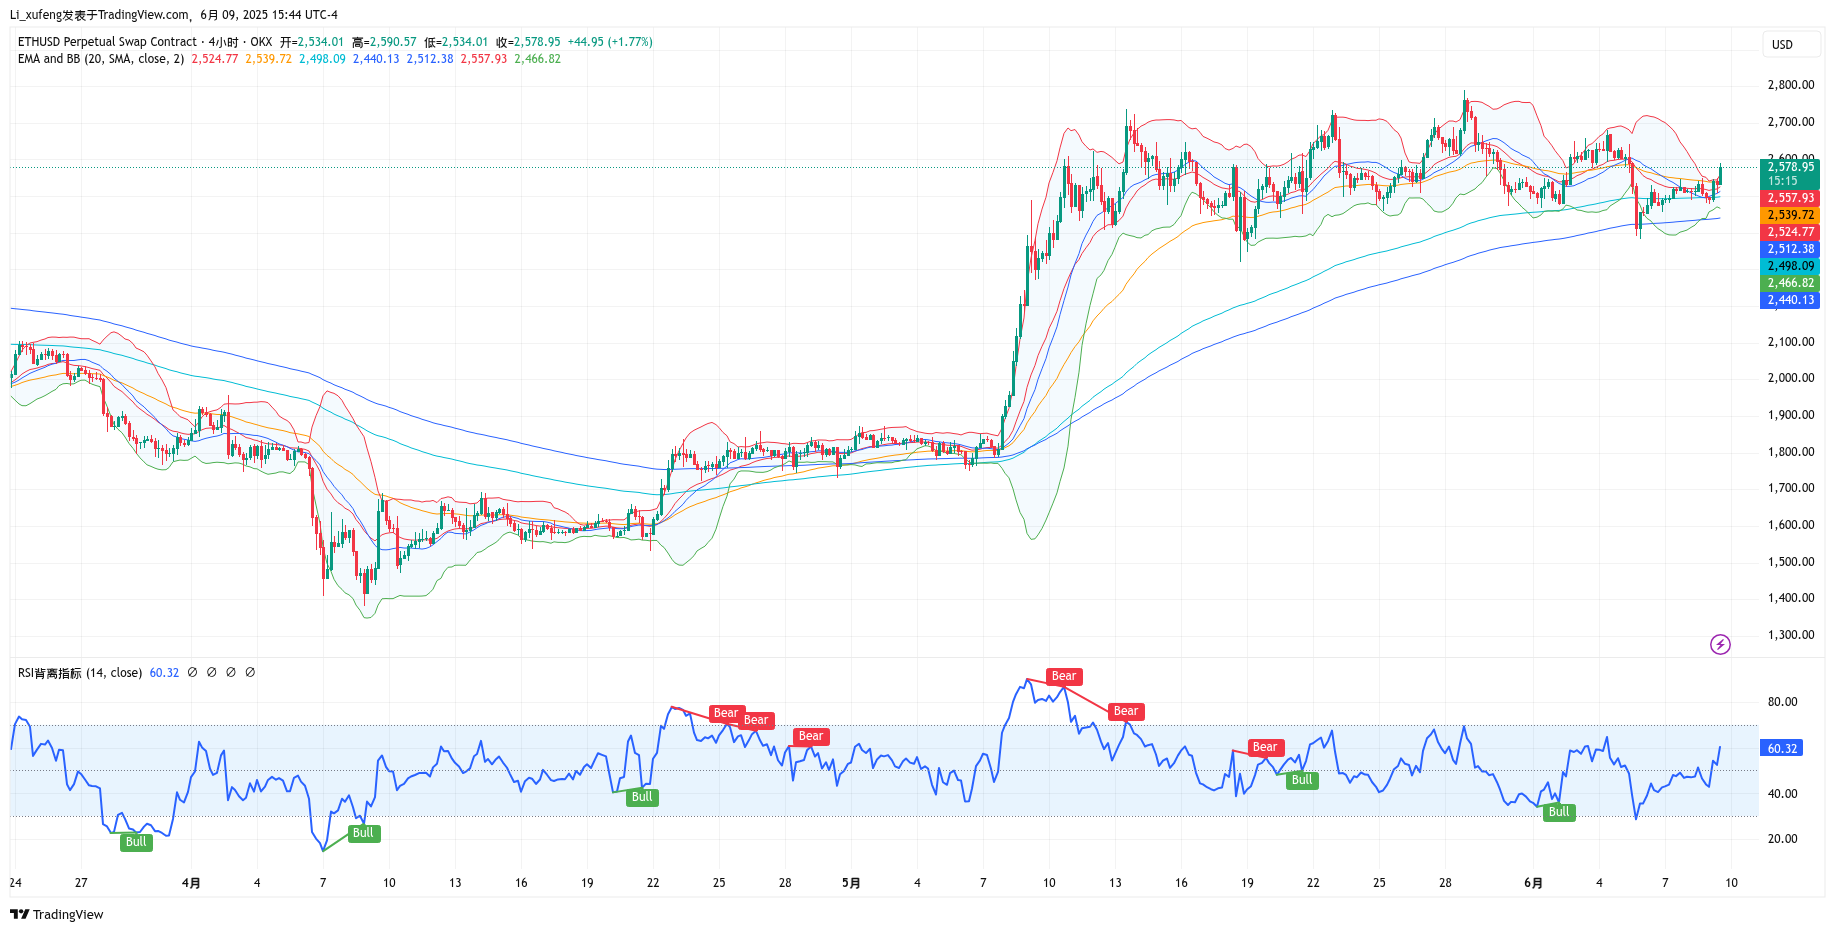 Li_xufeng发表于TradingView.com, 6月 09, 2025 15:44 UTC-4
ETHUSD Perpetual Swap Contract · 4小时 · OKX 开=2,534.01 高=2,590.57 低=2,534.01 收=2,578.95 +44.95 (+1.77%)
EMA and BB (20, SMA, close, 2) 2,524.77 2,539.72 2,498.09 2,440.13 2,512.38 2,557.93 2,466.82
USD
2,800.00
2,700.00
2,600.00
2,578.95
15:15
2,557.93
2,539.72
2,524.77
2,512.38
2,498.09
2,466.82
2,440.13
2,100.00
2,000.00
1,900.00
1,800.00
1,700.00
1,600.00
1,500.00
1,400.00
1,300.00
RSI背离指标 (14, close) 60.32 ∅ ∅ ∅ ∅
Bear
Bear
Bear
Bear
Bear
Bear
Bear
Bull
Bull
Bull
Bull
Bull
80.00
60.32
40.00
20.00
24 27 4月 4 7 10 13 16 19 22 25 28 5月 4 7 10 13 16 19 22 25 28 6月 4 7 10
TradingView